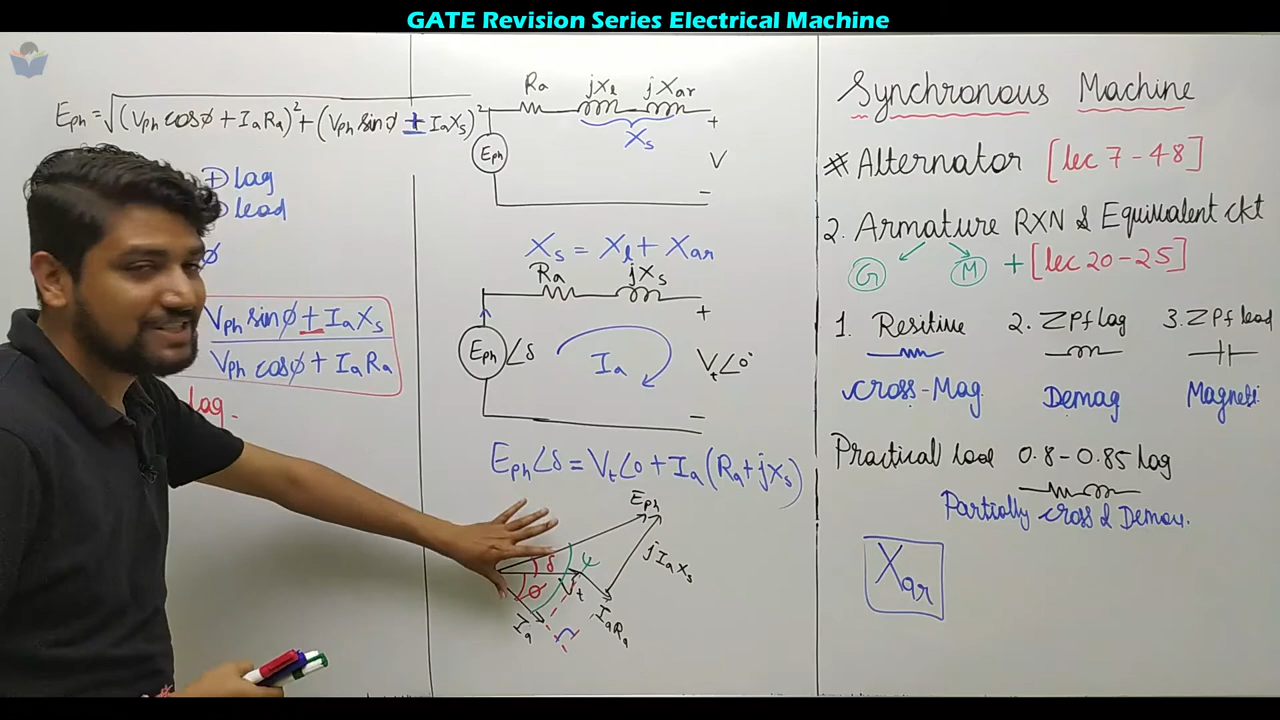 GATE Revision Series Electrical Machine
Eph = √(Vph cosϕ + IaRa)² + (Vph sinϕ ± IaXs)²
⊕ lag
lead
ϕ
Vph sinϕ ± IaXs
Vph cosϕ + IaRa
lag.
Ra jXl jXar
Xs
+
Eph
V
-
Xs = Xl + Xar
Ra jXs
+
Eph ∠δ
Ia
Vt∠0°
-
Eph∠δ = Vt∠0 + Ia(Ra+jXs)
Eph
jIaXs
δ
ψ
ϕ
Vt
Ia
IaRa
Synchronous Machine
* Alternator [lec 7-48]
2. Armature RXN & Equivalent ckt
G M + [lec 20-25]
1. Resitive 2. ZPf lag 3. ZPf lead
Cross-Mag. Demag Magneti.
Practical load 0.8-0.85 lag
Partially cross & Demag.
Xar